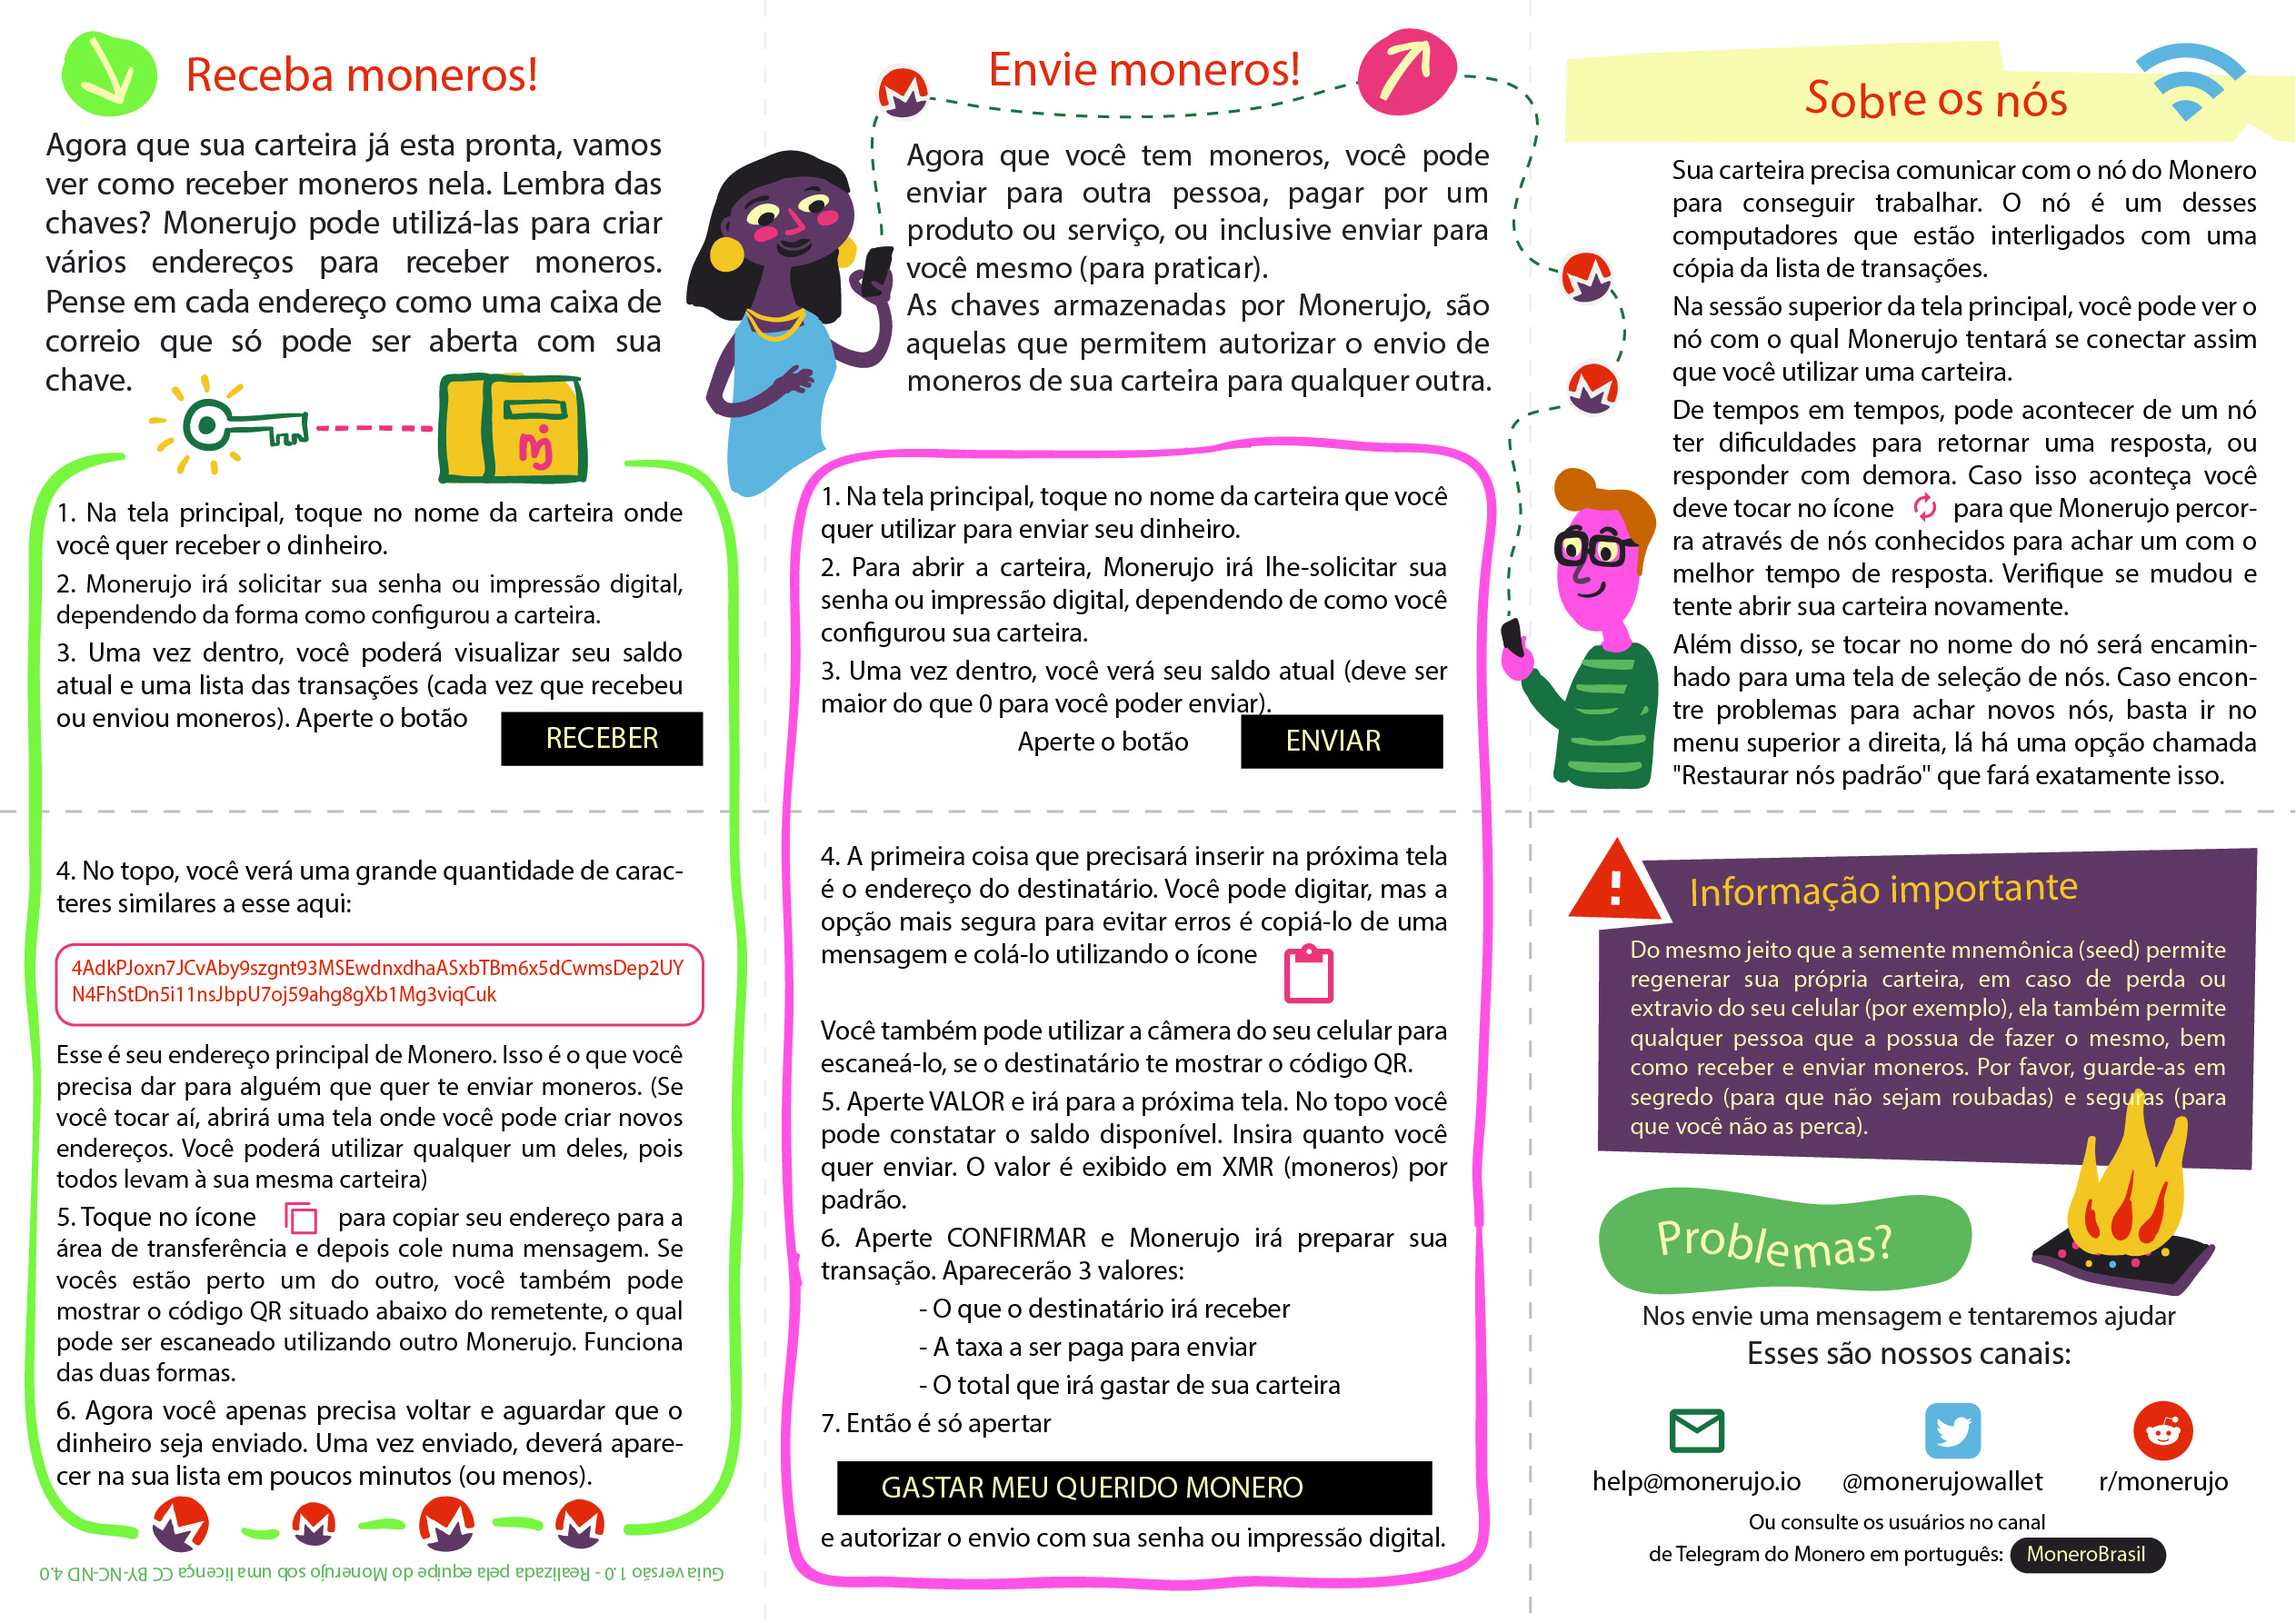 Receba moneros!
Agora que sua carteira já esta pronta, vamos
ver como receber moneros nela. Lembra das
chaves? Monerujo pode utilizá-las para criar
vários endereços para receber moneros.
Pense em cada endereço como uma caixa de
correio que só pode ser aberta com sua
chave.
mj
1. Na tela principal, toque no nome da carteira onde
você quer receber o dinheiro.
2. Monerujo irá solicitar sua senha ou impressão digital,
dependendo da forma como configurou a carteira.
3. Uma vez dentro, você poderá visualizar seu saldo
atual e uma lista das transações (cada vez que recebeu
ou enviou moneros). Aperte o botão
RECEBER
4. No topo, você verá uma grande quantidade de carac-
teres similares a esse aqui:
4AdkPJoxn7JCvAby9szgnt93MSEwdnxdhaASxbTBm6x5dCwmsDep2UY
N4FhStDn5i11nsJbpU7oj59ahg8gXb1Mg3viqCuk
Esse é seu endereço principal de Monero. Isso é o que você
precisa dar para alguém que quer te enviar moneros. (Se
você tocar aí, abrirá uma tela onde você pode criar novos
endereços. Você poderá utilizar qualquer um deles, pois
todos levam à sua mesma carteira)
5. Toque no ícone para copiar seu endereço para a
área de transferência e depois cole numa mensagem. Se
vocês estão perto um do outro, você também pode
mostrar o código QR situado abaixo do remetente, o qual
pode ser escaneado utilizando outro Monerujo. Funciona
das duas formas.
6. Agora você apenas precisa voltar e aguardar que o
dinheiro seja enviado. Uma vez enviado, deverá apare-
cer na sua lista em poucos minutos (ou menos).
Guia versão 1.0 - Realizada pela equipe do Monerujo sob uma licença CC BY-NC-ND 4.0
Envie moneros!
Agora que você tem moneros, você pode
enviar para outra pessoa, pagar por um
produto ou serviço, ou inclusive enviar para
você mesmo (para praticar).
As chaves armazenadas por Monerujo, são
aquelas que permitem autorizar o envio de
moneros de sua carteira para qualquer outra.
1. Na tela principal, toque no nome da carteira que você
quer utilizar para enviar seu dinheiro.
2. Para abrir a carteira, Monerujo irá lhe-solicitar sua
senha ou impressão digital, dependendo de como você
configurou sua carteira.
3. Uma vez dentro, você verá seu saldo atual (deve ser
maior do que 0 para você poder enviar).
Aperte o botão
ENVIAR
4. A primeira coisa que precisará inserir na próxima tela
é o endereço do destinatário. Você pode digitar, mas a
opção mais segura para evitar erros é copiá-lo de uma
mensagem e colá-lo utilizando o ícone
Você também pode utilizar a câmera do seu celular para
escaneá-lo, se o destinatário te mostrar o código QR.
5. Aperte VALOR e irá para a próxima tela. No topo você
pode constatar o saldo disponível. Insira quanto você
quer enviar. O valor é exibido em XMR (moneros) por
padrão.
6. Aperte CONFIRMAR e Monerujo irá preparar sua
transação. Aparecerão 3 valores:
- O que o destinatário irá receber
- A taxa a ser paga para enviar
- O total que irá gastar de sua carteira
7. Então é só apertar
GASTAR MEU QUERIDO MONERO
e autorizar o envio com sua senha ou impressão digital.
Sobre os nós
Sua carteira precisa comunicar com o nó do Monero
para conseguir trabalhar. O nó é um desses
computadores que estão interligados com uma
cópia da lista de transações.
Na sessão superior da tela principal, você pode ver o
nó com o qual Monerujo tentará se conectar assim
que você utilizar uma carteira.
De tempos em tempos, pode acontecer de um nó
ter dificuldades para retornar uma resposta, ou
responder com demora. Caso isso aconteça você
deve tocar no ícone para que Monerujo percor-
ra através de nós conhecidos para achar um com o
melhor tempo de resposta. Verifique se mudou e
tente abrir sua carteira novamente.
Além disso, se tocar no nome do nó será encamin-
hado para uma tela de seleção de nós. Caso encon-
tre problemas para achar novos nós, basta ir no
menu superior a direita, lá há uma opção chamada
"Restaurar nós padrão" que fará exatamente isso.
Informação importante
Do mesmo jeito que a semente mnemônica (seed) permite
regenerar sua própria carteira, em caso de perda ou
extravio do seu celular (por exemplo), ela também permite
qualquer pessoa que a possua de fazer o mesmo, bem
como receber e enviar moneros. Por favor, guarde-as em
segredo (para que não sejam roubadas) e seguras (para
que você não as perca).
Problemas?
Nos envie uma mensagem e tentaremos ajudar
Esses são nossos canais:
help@monerujo.io
@monerujowallet
r/monerujo
Ou consulte os usuários no canal
de Telegram do Monero em português: MoneroBrasil